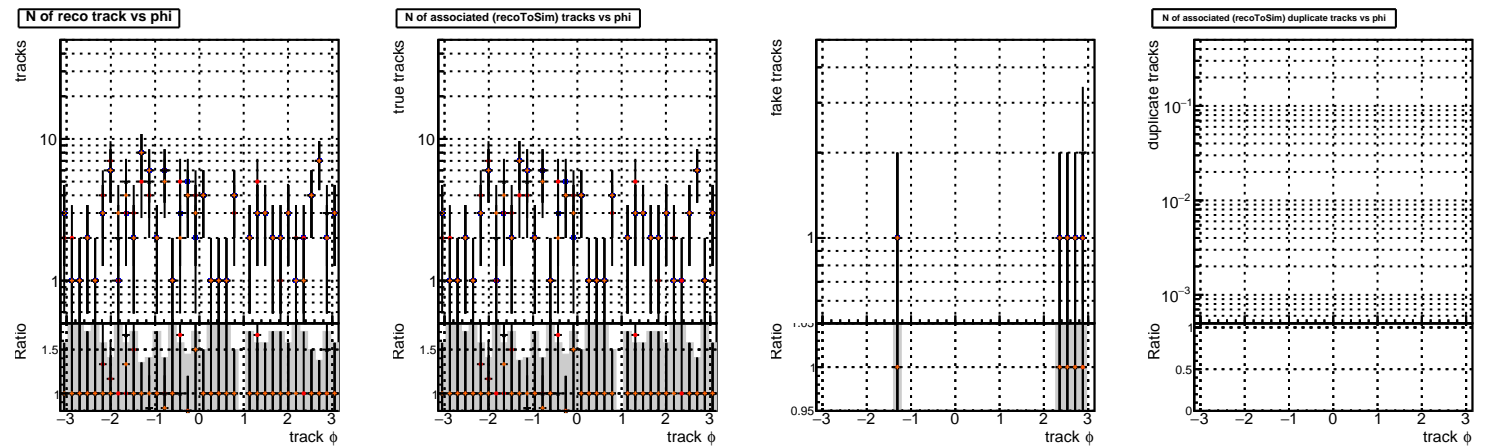 N of reco track vs phi
tracks
10
1
Ratio
1.5
1
−3 −2 −1 0 1 2 3
track ϕ
N of associated (recoToSim) tracks vs phi
true tracks
10
1
Ratio
1.5
1
−3 −2 −1 0 1 2 3
track ϕ
fake tracks
1
Ratio
1
0.95
−3 −2 −1 0 1 2 3
track ϕ
N of associated (recoToSim) duplicate tracks vs phi
duplicate tracks
10−1
10−2
10−3
Ratio
1
0.5
0
−3 −2 −1 0 1 2 3
track ϕ